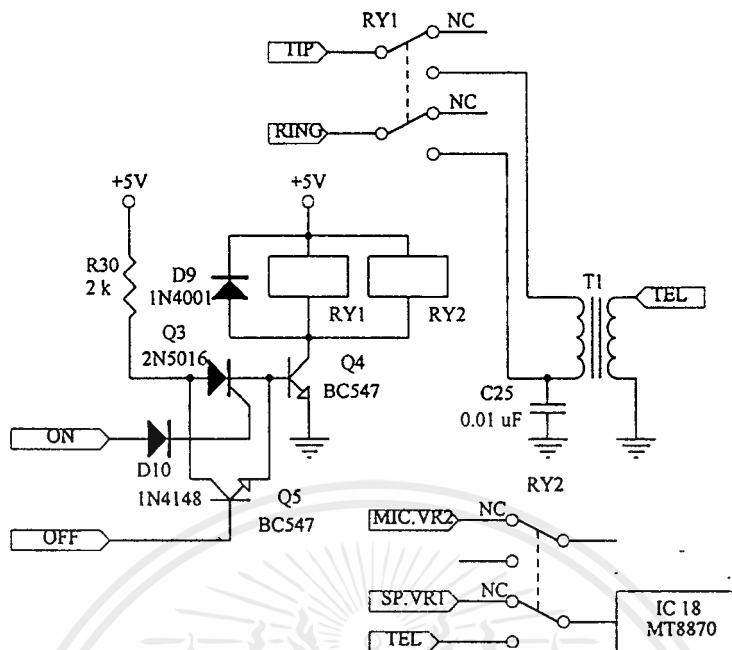 RY1
NC
TIP
NC
RING
+5V
+5V
R30
2 k
D9
1N4001
RY1
RY2
T1
TEL
Q3
2N5016
Q4
BC547
C25
0.01 uF
ON
D10
1N4148
Q5
BC547
OFF
RY2
MIC.VR2
NC
SP.VR1
NC
TEL
IC 18
MT8870